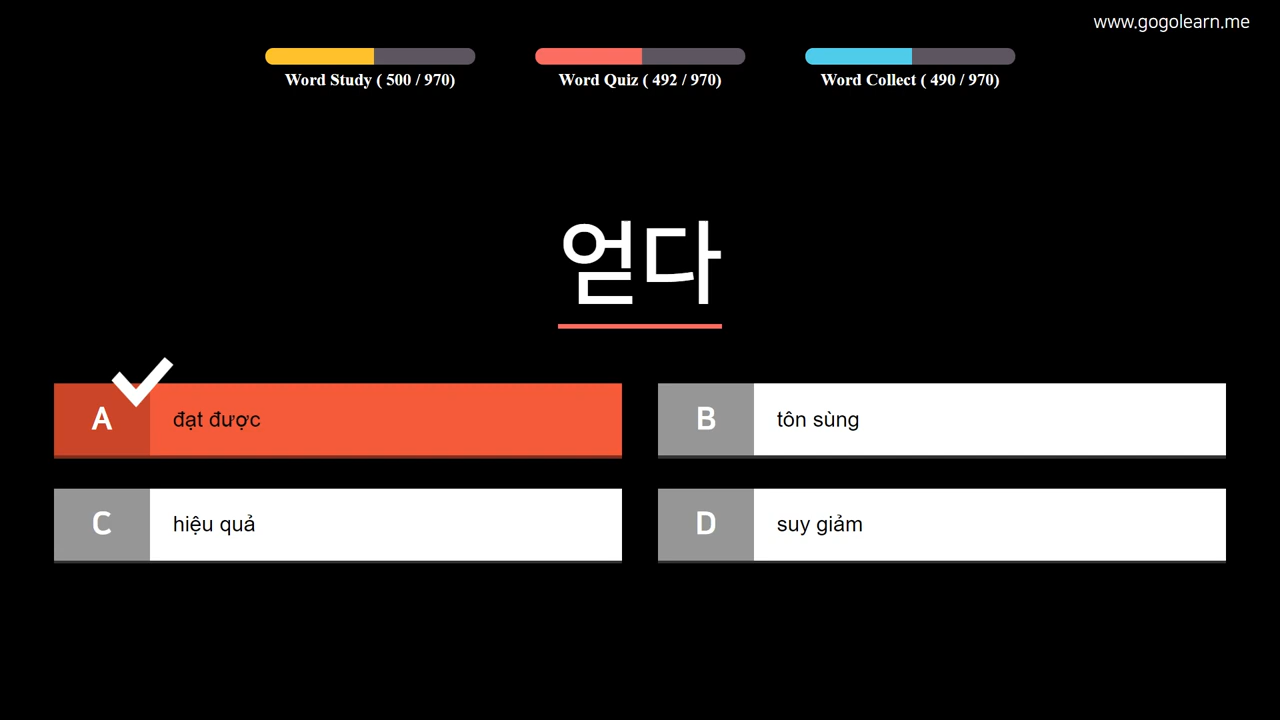 www.gogolearn.me
Word Study ( 500 / 970)
Word Quiz ( 492 / 970)
Word Collect ( 490 / 970)
얻다
A đạt được
B tôn sùng
C hiệu quả
D suy giảm